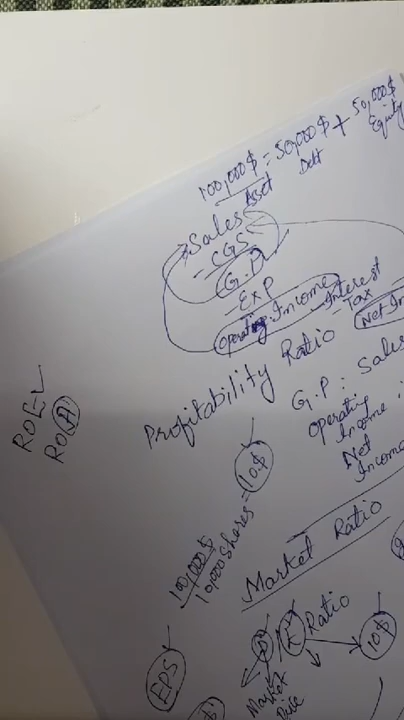 100,000$ = 50,000$ + 50,000$
Asset Debt Equity
Sales
- CGS
G.P
- EXP
Operating Income - Interest
- Tax
Net In
Profitability Ratio
G.P : Sales
Operating
Income :
Net
Income
ROE
ROA
100,000$
10,000 Shares = 10$
Market Ratio
P E Ratio
10$
Market
EPS